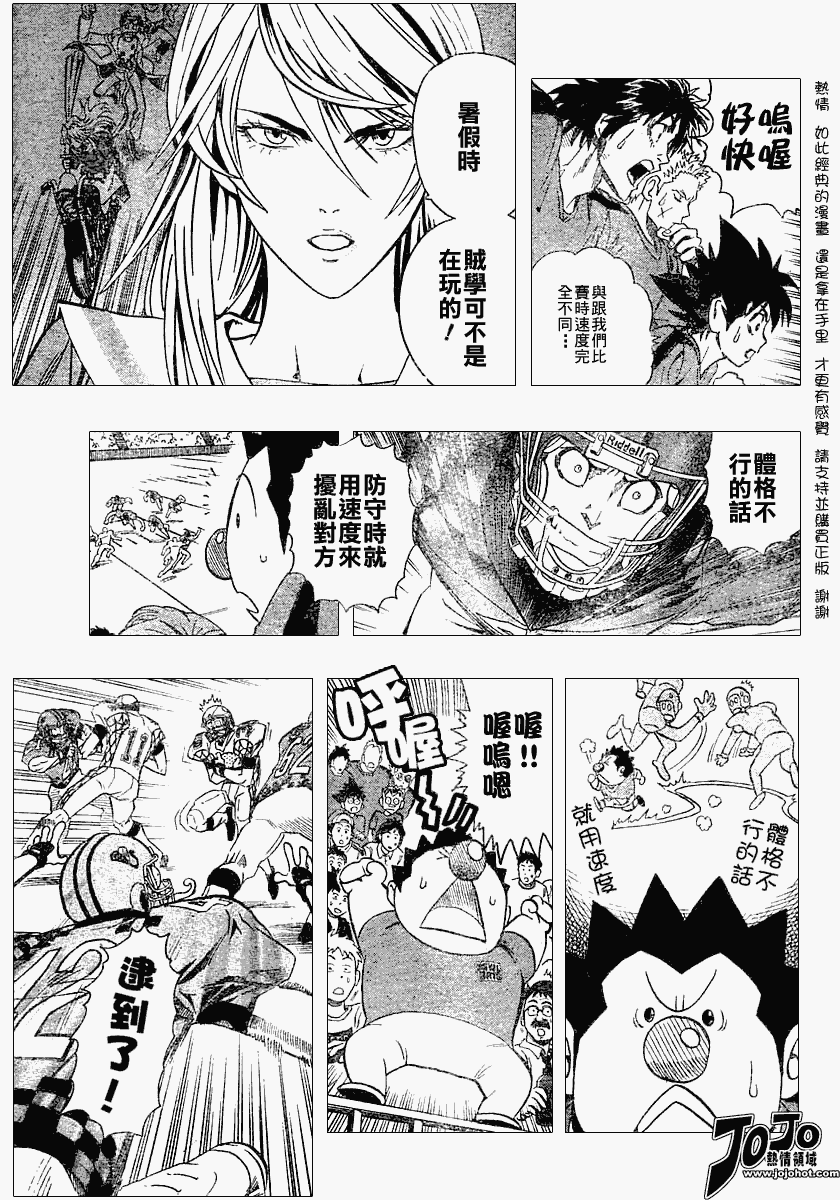 嗚喔
好快
與跟我們比
賽時速度完
全不同…
暑假時
賊學可不是
在玩的！
體格不
行的話
Riddell
防守時就
用速度來
擾亂對方
體格不
行的話
就用速度
喔!!
喔嗚嗯
呼喔
逮到了！
11
熱情 如此經典的漫畫 還是拿在手里 才更有感覺 請支持並購買正版 謝謝
JOJO
熱情領域
www.jojohot.com